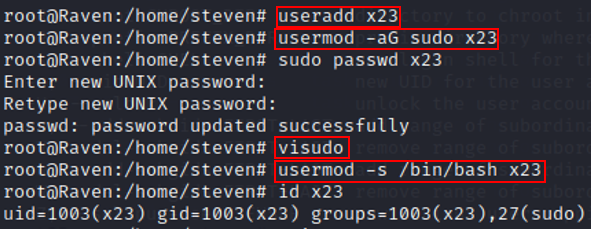 root@Raven:/home/steven# useradd x23
root@Raven:/home/steven# usermod -aG sudo x23
root@Raven:/home/steven# sudo passwd x23
Enter new UNIX password:
Retype new UNIX password:
passwd: password updated successfully
root@Raven:/home/steven# visudo
root@Raven:/home/steven# usermod -s /bin/bash x23
root@Raven:/home/steven# id x23
uid=1003(x23) gid=1003(x23) groups=1003(x23),27(sudo)